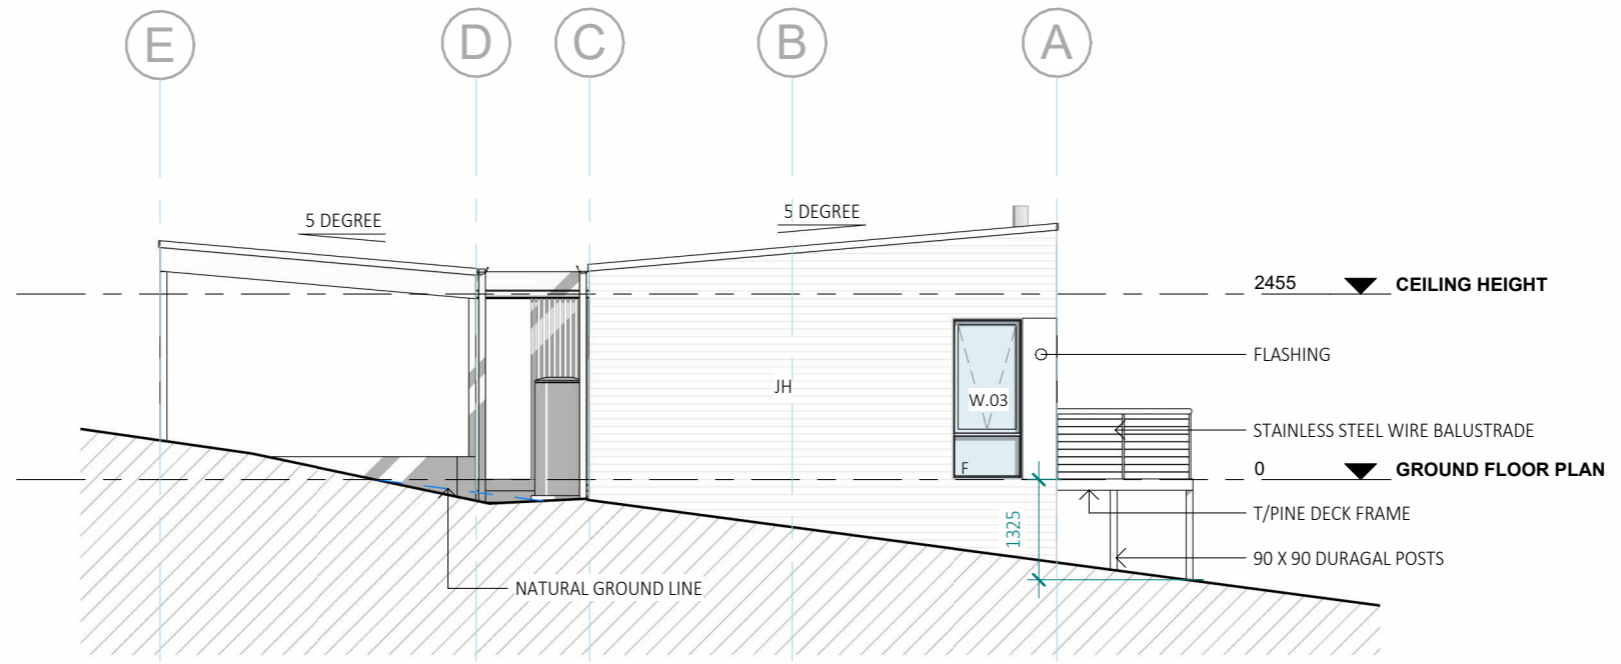 E D C B A
5 DEGREE
5 DEGREE
2455 CEILING HEIGHT
FLASHING
JH
W.03
STAINLESS STEEL WIRE BALUSTRADE
F
0 GROUND FLOOR PLAN
1325
T/PINE DECK FRAME
90 X 90 DURAGAL POSTS
NATURAL GROUND LINE